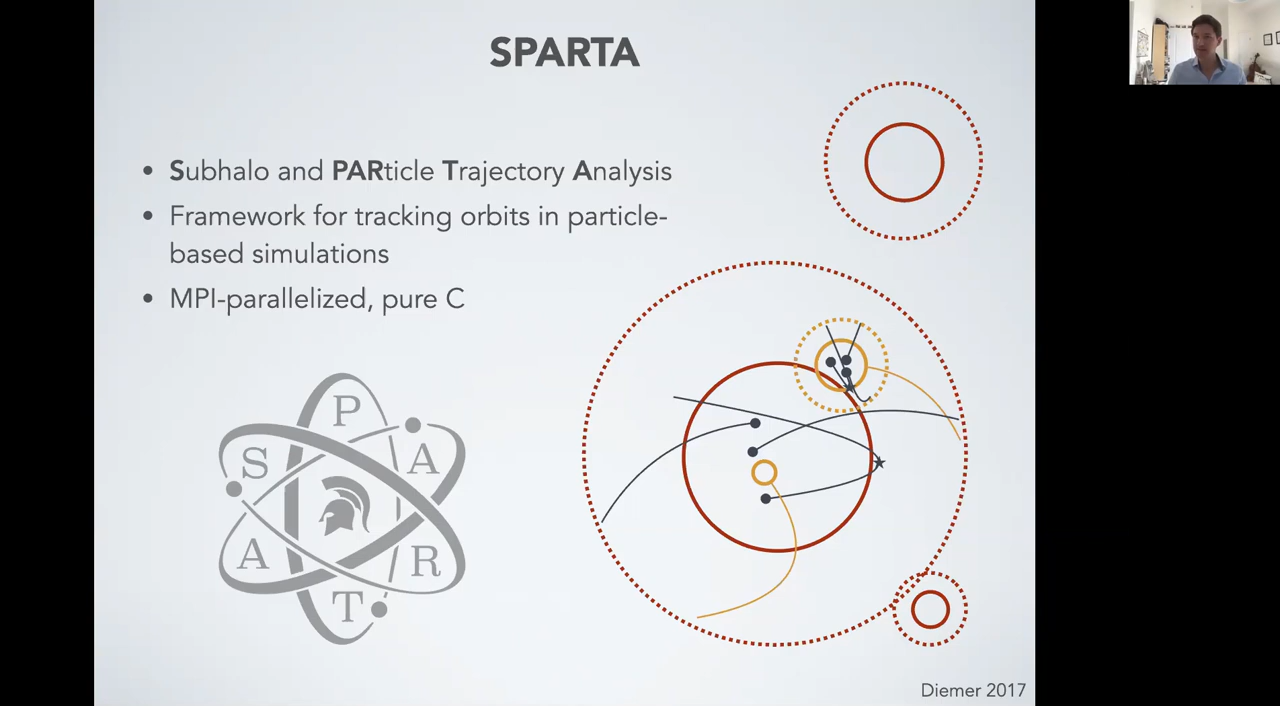 SPARTA
• Subhalo and PARticle Trajectory Analysis
• Framework for tracking orbits in particle-
based simulations
• MPI-parallelized, pure C
S
P
A
A
R
T
Diemer 2017